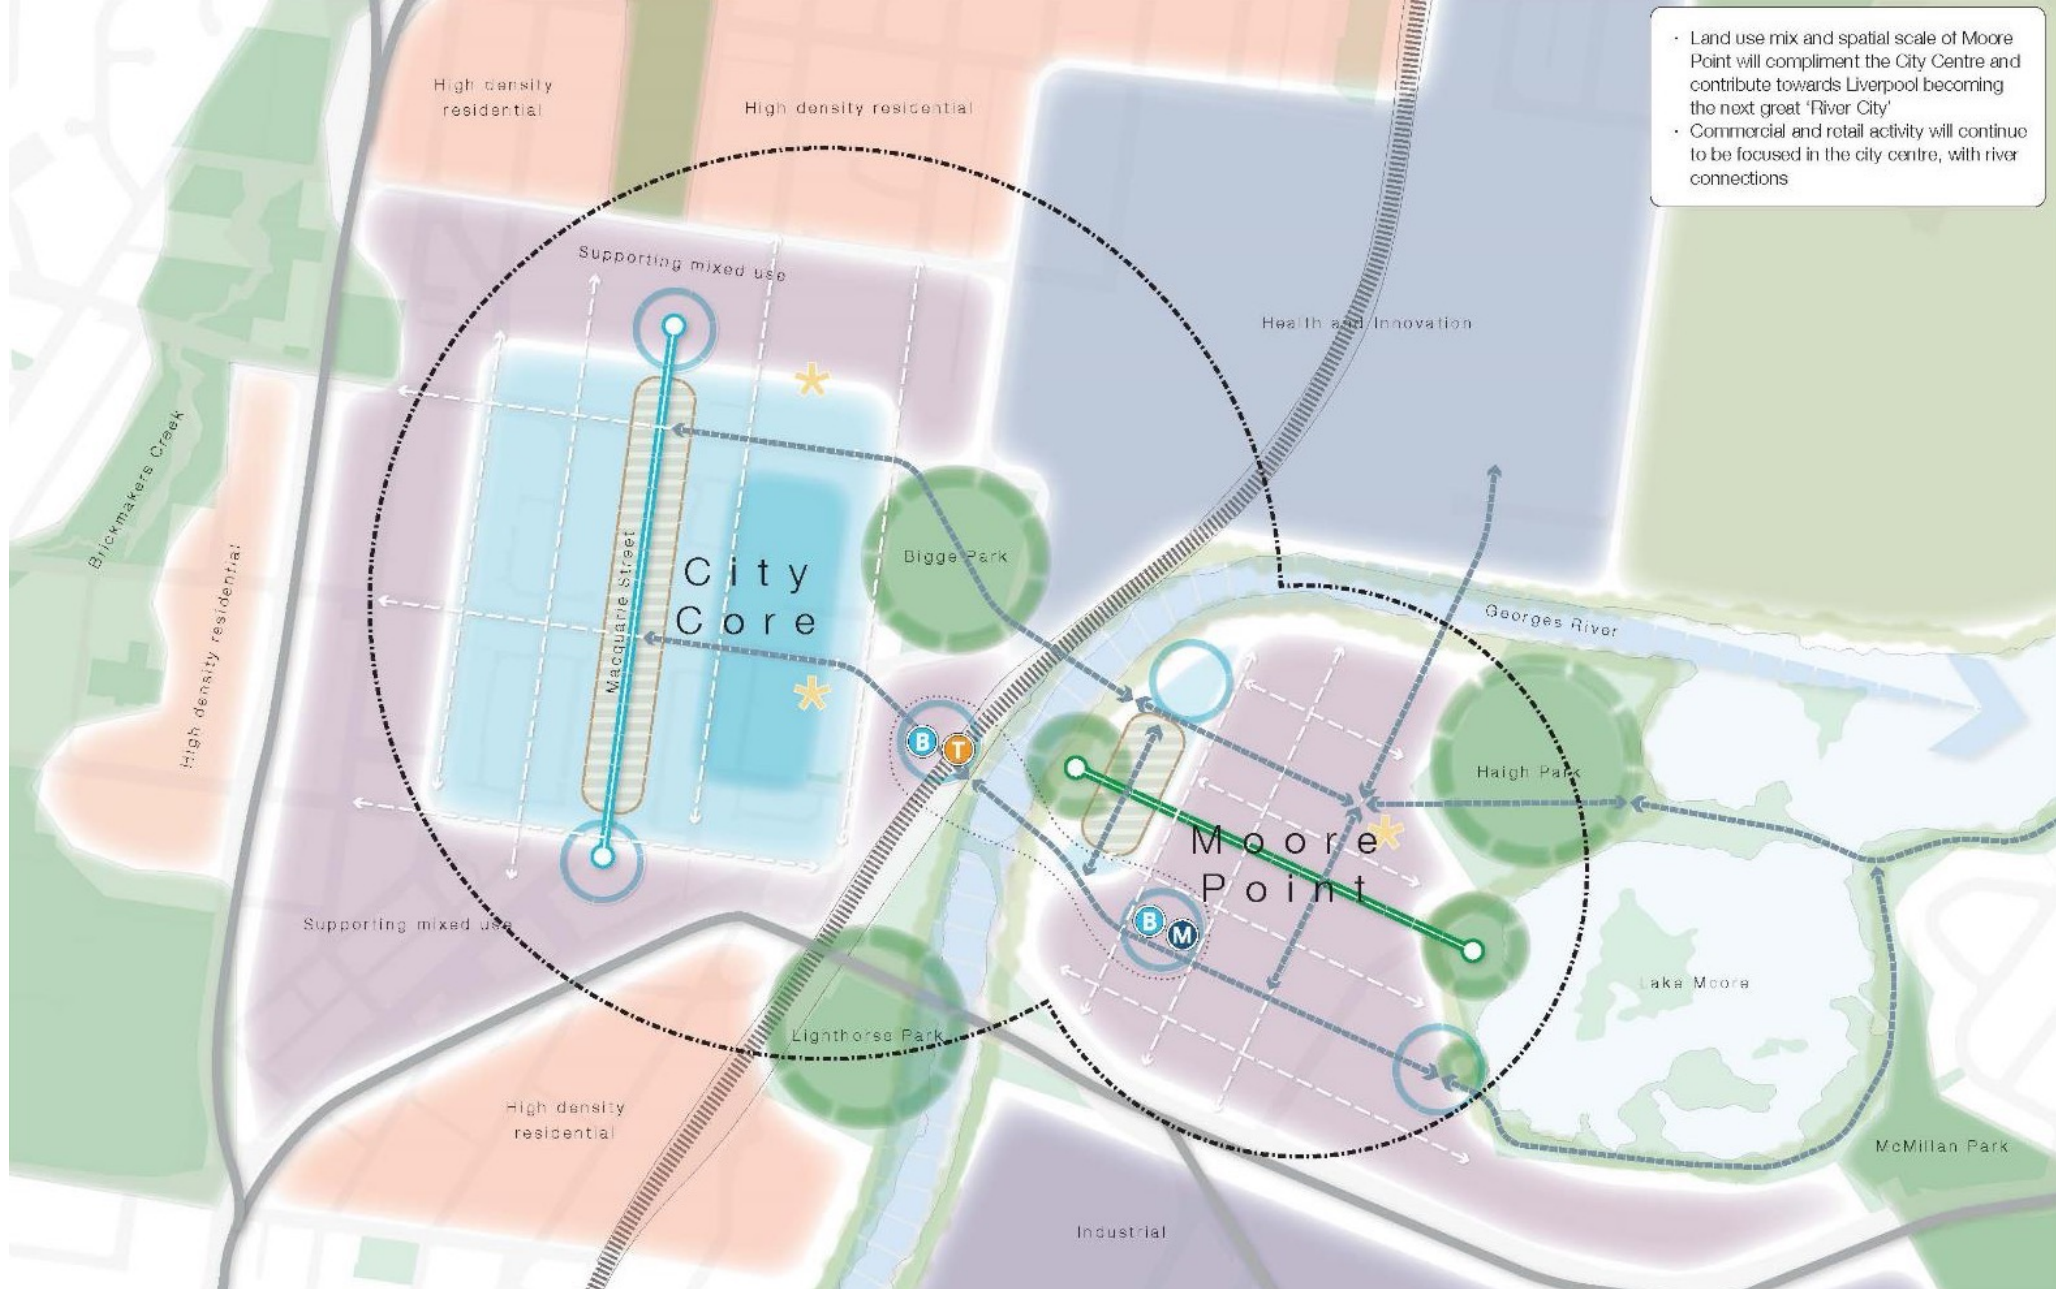 · Land use mix and spatial scale of Moore
Point will compliment the City Centre and
contribute towards Liverpool becoming
the next great 'River City'
· Commercial and retail activity will continue
to be focused in the city centre, with river
connections
High density
residential
High density residential
Supporting mixed use
Health and Innovation
Brickmakers Creek
High density residential
Macquarie Street
City
Core
Bigge Park
Georges River
B
T
Haigh Park
Moore
Point
B
M
Supporting mixed use
Lake Moore
Lighthorse Park
High density
residential
McMillan Park
Industrial